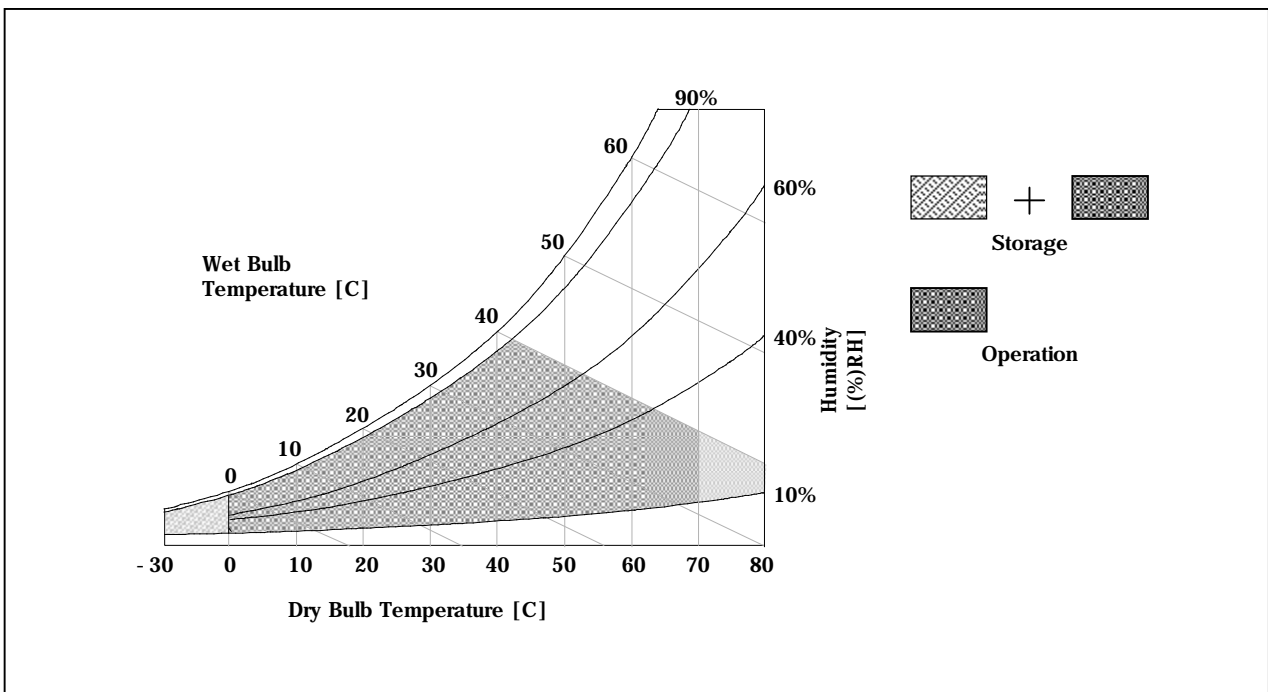 90%
60
60%
50
Storage
Wet Bulb
Temperature [C]
40
40%
Humidity
[(%)RH]
Operation
30
20
10
0
10%
- 30 0 10 20 30 40 50 60 70 80
Dry Bulb Temperature [C]